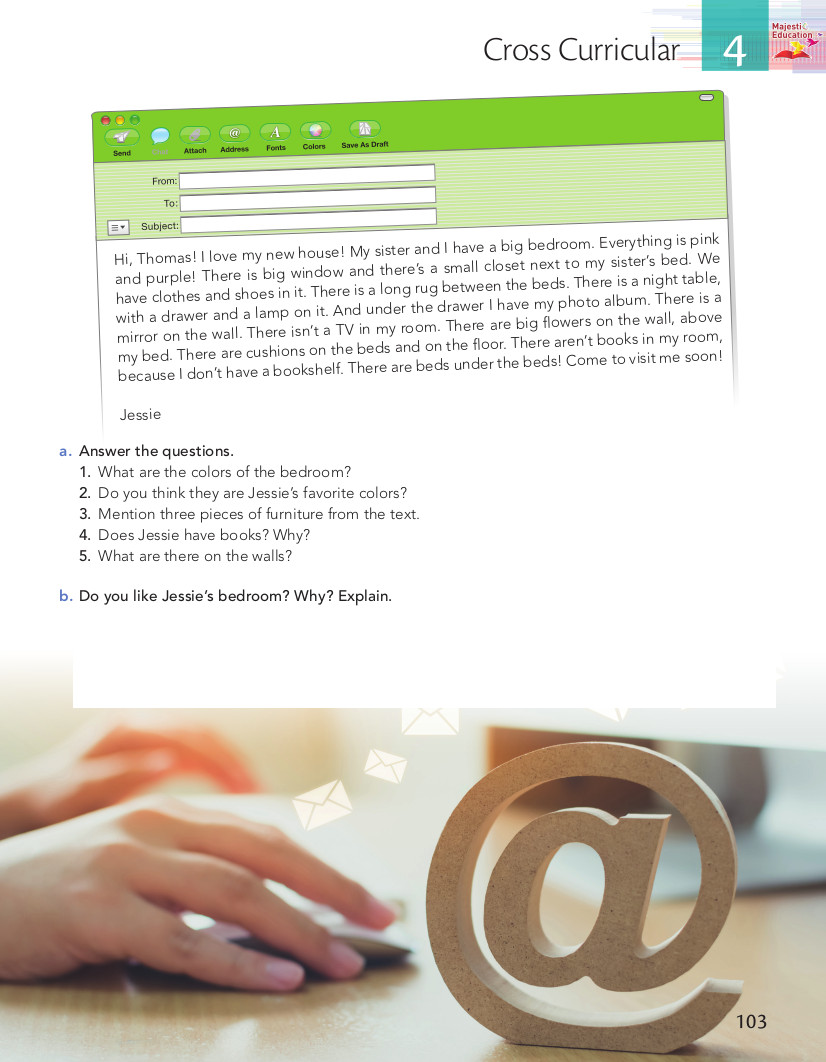 Cross Curricular
4
Majesti
Education
Send
Attach
Address
Fonts
Colors
Save As Draft
From:
To:
Subject:
Hi, Thomas! I love my new house! My sister and I have a big bedroom. Everything is pink
and purple! There is big window and there's a small closet next to my sister's bed. We
have clothes and shoes in it. There is a long rug between the beds. There is a night table,
with a drawer and a lamp on it. And under the drawer I have my photo album. There is a
mirror on the wall. There isn't a TV in my room. There are big flowers on the wall, above
my bed. There are cushions on the beds and on the floor. There aren't books in my room,
because I don't have a bookshelf. There are beds under the beds! Come to visit me soon!
Jessie
a. Answer the questions.
1. What are the colors of the bedroom?
2. Do you think they are Jessie's favorite colors?
3. Mention three pieces of furniture from the text.
4. Does Jessie have books? Why?
5. What are there on the walls?
b. Do you like Jessie's bedroom? Why? Explain.
@
103